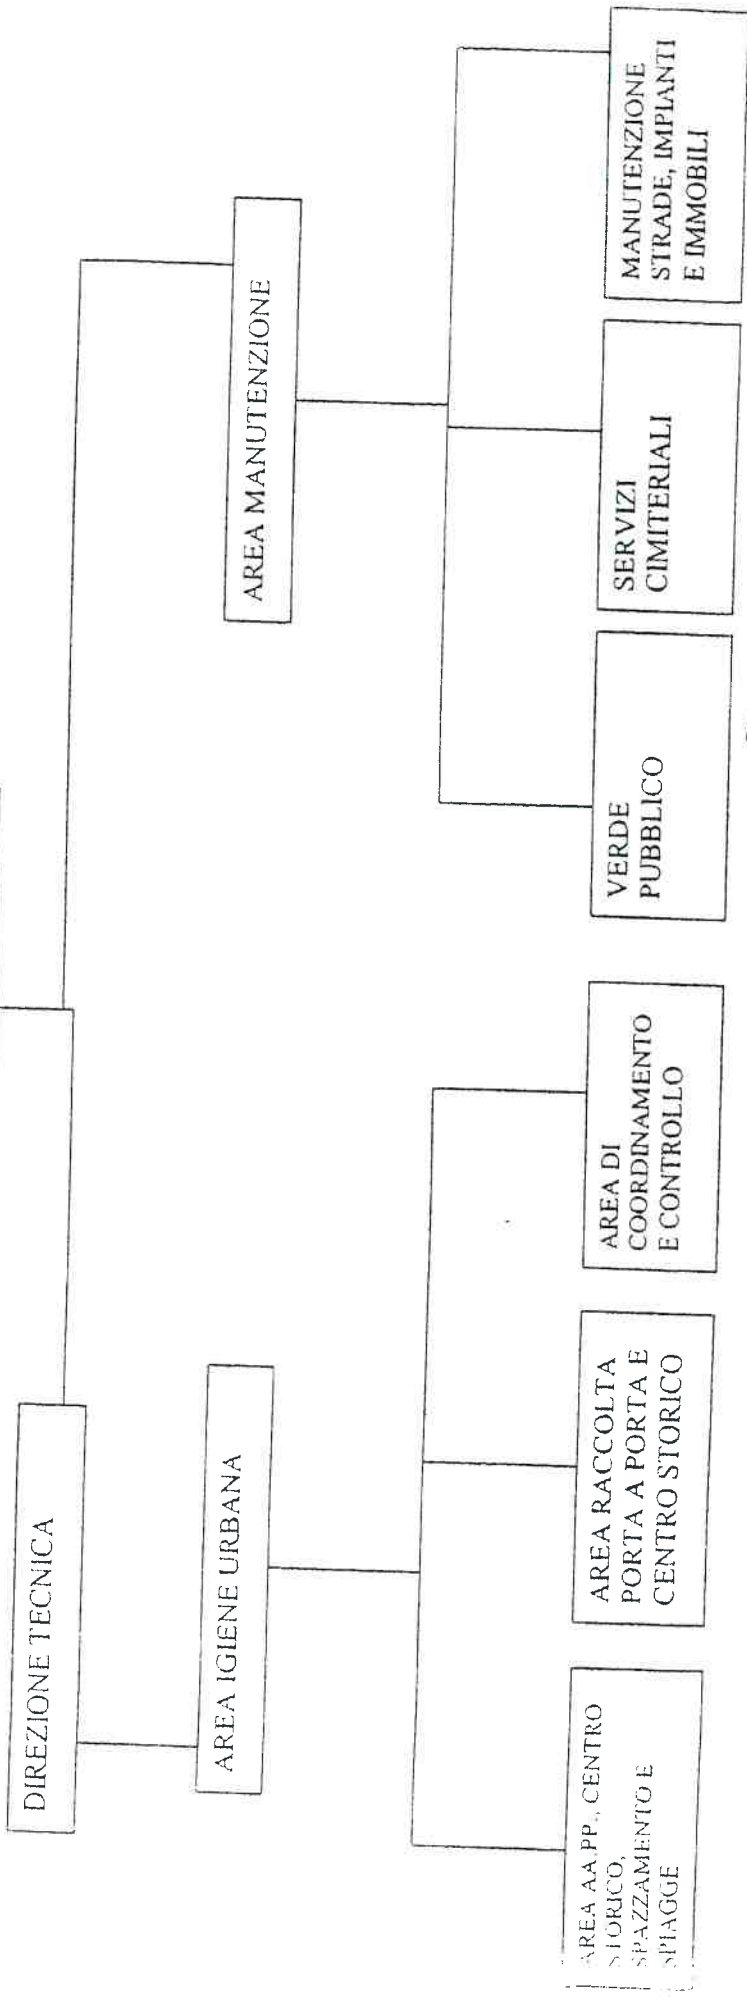 DIREZIONE TECNICA
AREA IGIENE URBANA
AREA MANUTENZIONE
AREA AA.PP., CENTRO
STORICO,
SPAZZAMENTO E
SPIAGGE
AREA RACCOLTA
PORTA A PORTA E
CENTRO STORICO
AREA DI
COORDINAMENTO
E CONTROLLO
VERDE
PUBBLICO
SERVIZI
CIMITERIALI
MANUTENZIONE
STRADE, IMPIANTI
E IMMOBILI